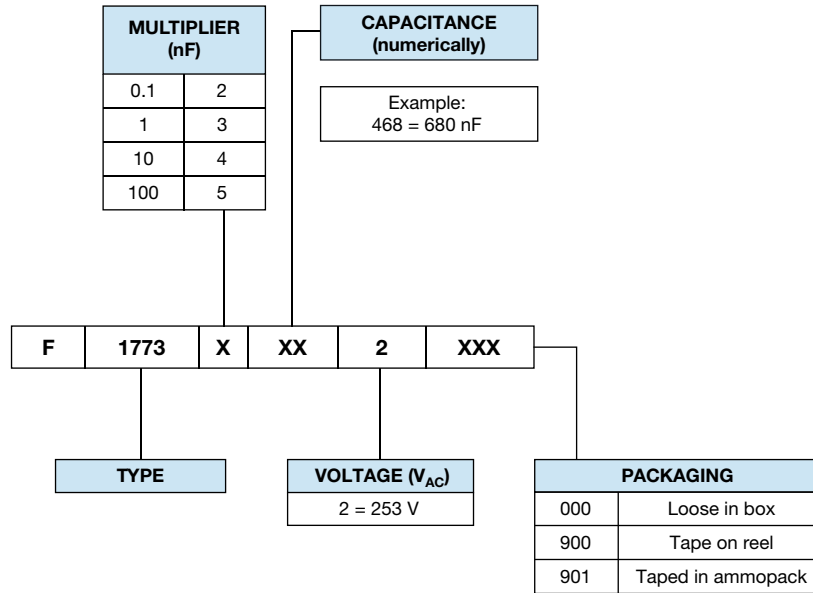 MULTIPLIER
(nF)
0.1 2
1 3
10 4
100 5
CAPACITANCE
(numerically)
Example:
468 = 680 nF
F 1773 X XX 2 XXX
TYPE
VOLTAGE (VAC)
2 = 253 V
PACKAGING
000 Loose in box
900 Tape on reel
901 Taped in ammopack